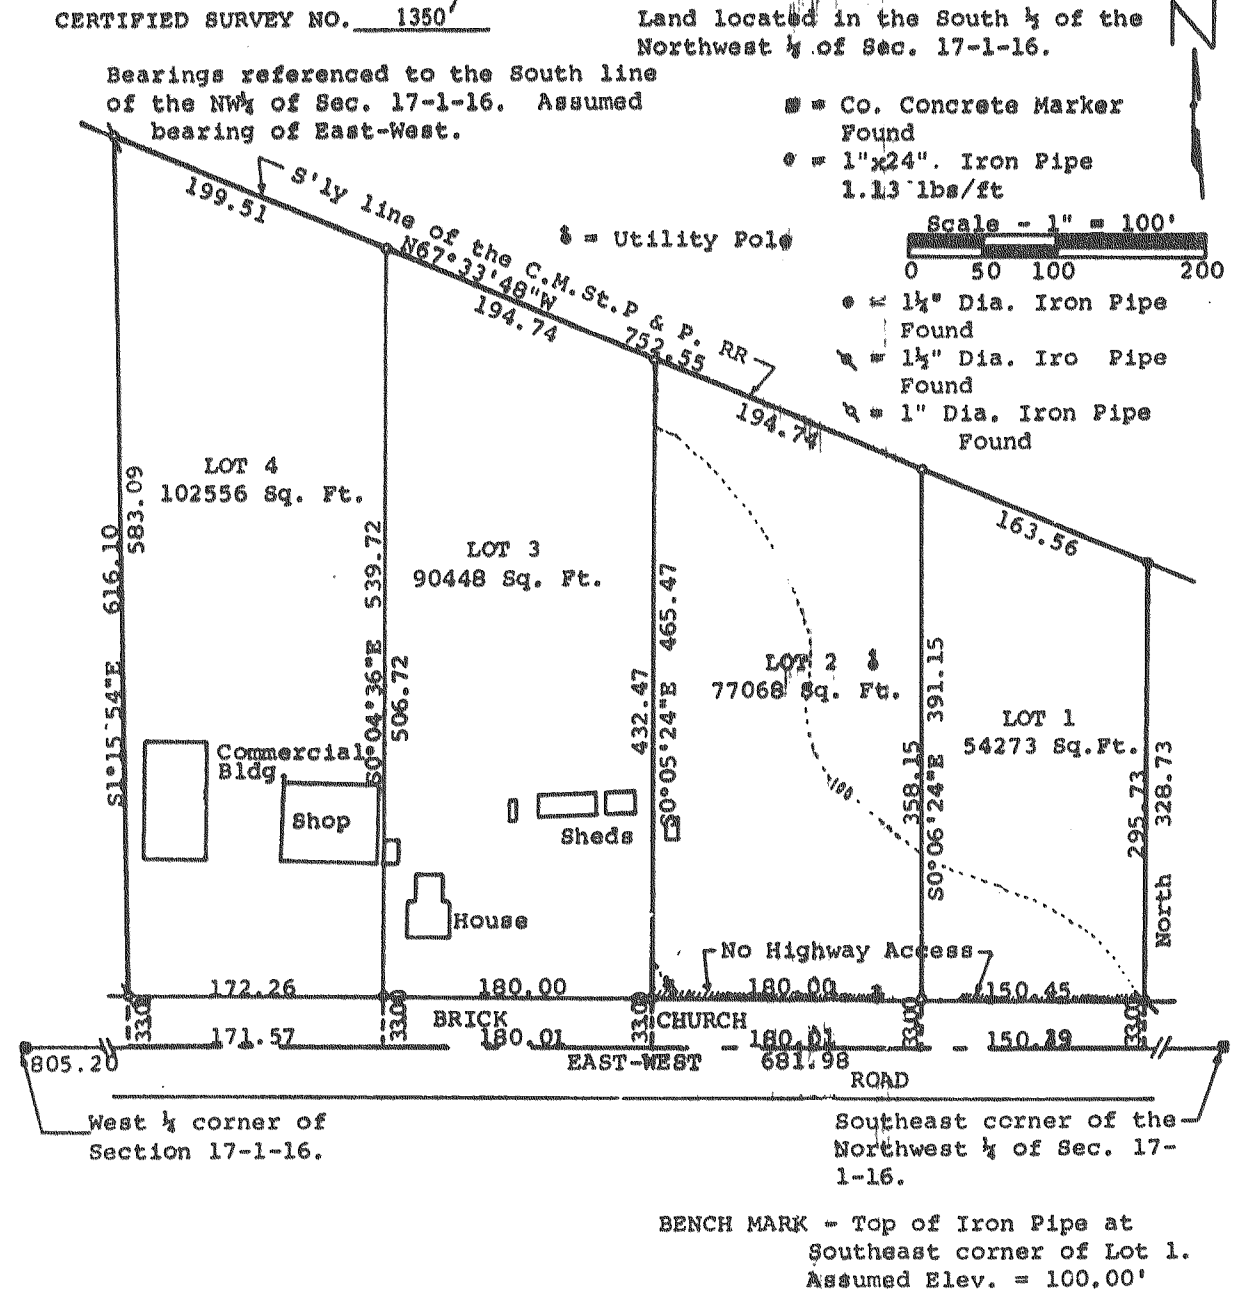 CERTIFIED SURVEY NO. 1350
Land located in the South ½ of the
Northwest ¼ of Sec. 17-1-16.
Bearings referenced to the South line
of the NW¼ of Sec. 17-1-16. Assumed
bearing of East-West.
= Co. Concrete Marker
Found
= 1"x24". Iron Pipe
1.13 lbs/ft
= Utility Pole
Scale - 1" = 100'
0 50 100 200
= 1¼" Dia. Iron Pipe
Found
= 1½" Dia. Iro Pipe
Found
= 1" Dia. Iron Pipe
Found
S'ly line of the C.M.St.P & P. RR
N67°33'48"W
752.55
199.51
194.74
194.74
163.56
LOT 4
102556 Sq. Ft.
LOT 3
90448 Sq. Ft.
LOT 2
77068 Sq. Ft.
LOT 1
54273 Sq.Ft.
S1°15'54"E 616.10
583.09
S0°04'36"E 539.72
506.72
S0°05'24"E 465.47
432.47
S0°06'24"E 391.15
358.15
North 328.73
295.73
Commercial
Bldg.
Shop
Sheds
House
100
No Highway Access
172.26 180.00 180.00 150.45
33.01 33.00 33.00 33.00 33.00
BRICK CHURCH
171.57 180.01 180.01
805.20
EAST-WEST 681.98
ROAD
West ¼ corner of
Section 17-1-16.
Southeast corner of the
Northwest ¼ of Sec. 17-
1-16.
BENCH MARK - Top of Iron Pipe at
Southeast corner of Lot 1.
Assumed Elev. = 100.00'